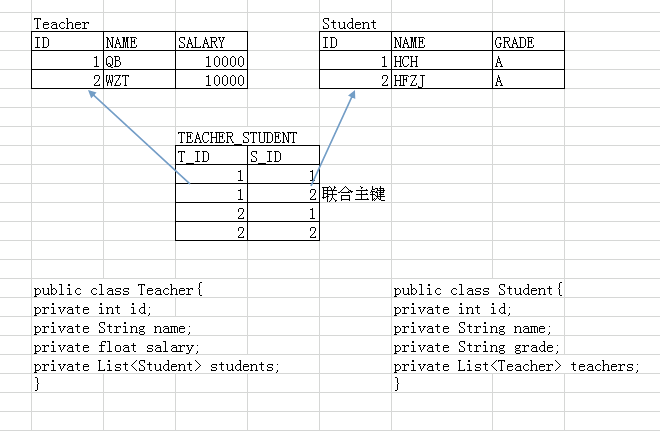 Teacher
ID NAME SALARY
1 QB 10000
2 WZT 10000
Student
ID NAME GRADE
1 HCH A
2 HFZJ A
TEACHER_STUDENT
T_ID S_ID
1 1
1 2 联合主键
2 1
2 2
public class Teacher{
private int id;
private String name;
private float salary;
private List<Student> students;
}
public class Student{
private int id;
private String name;
private String grade;
private List<Teacher> teachers;
}